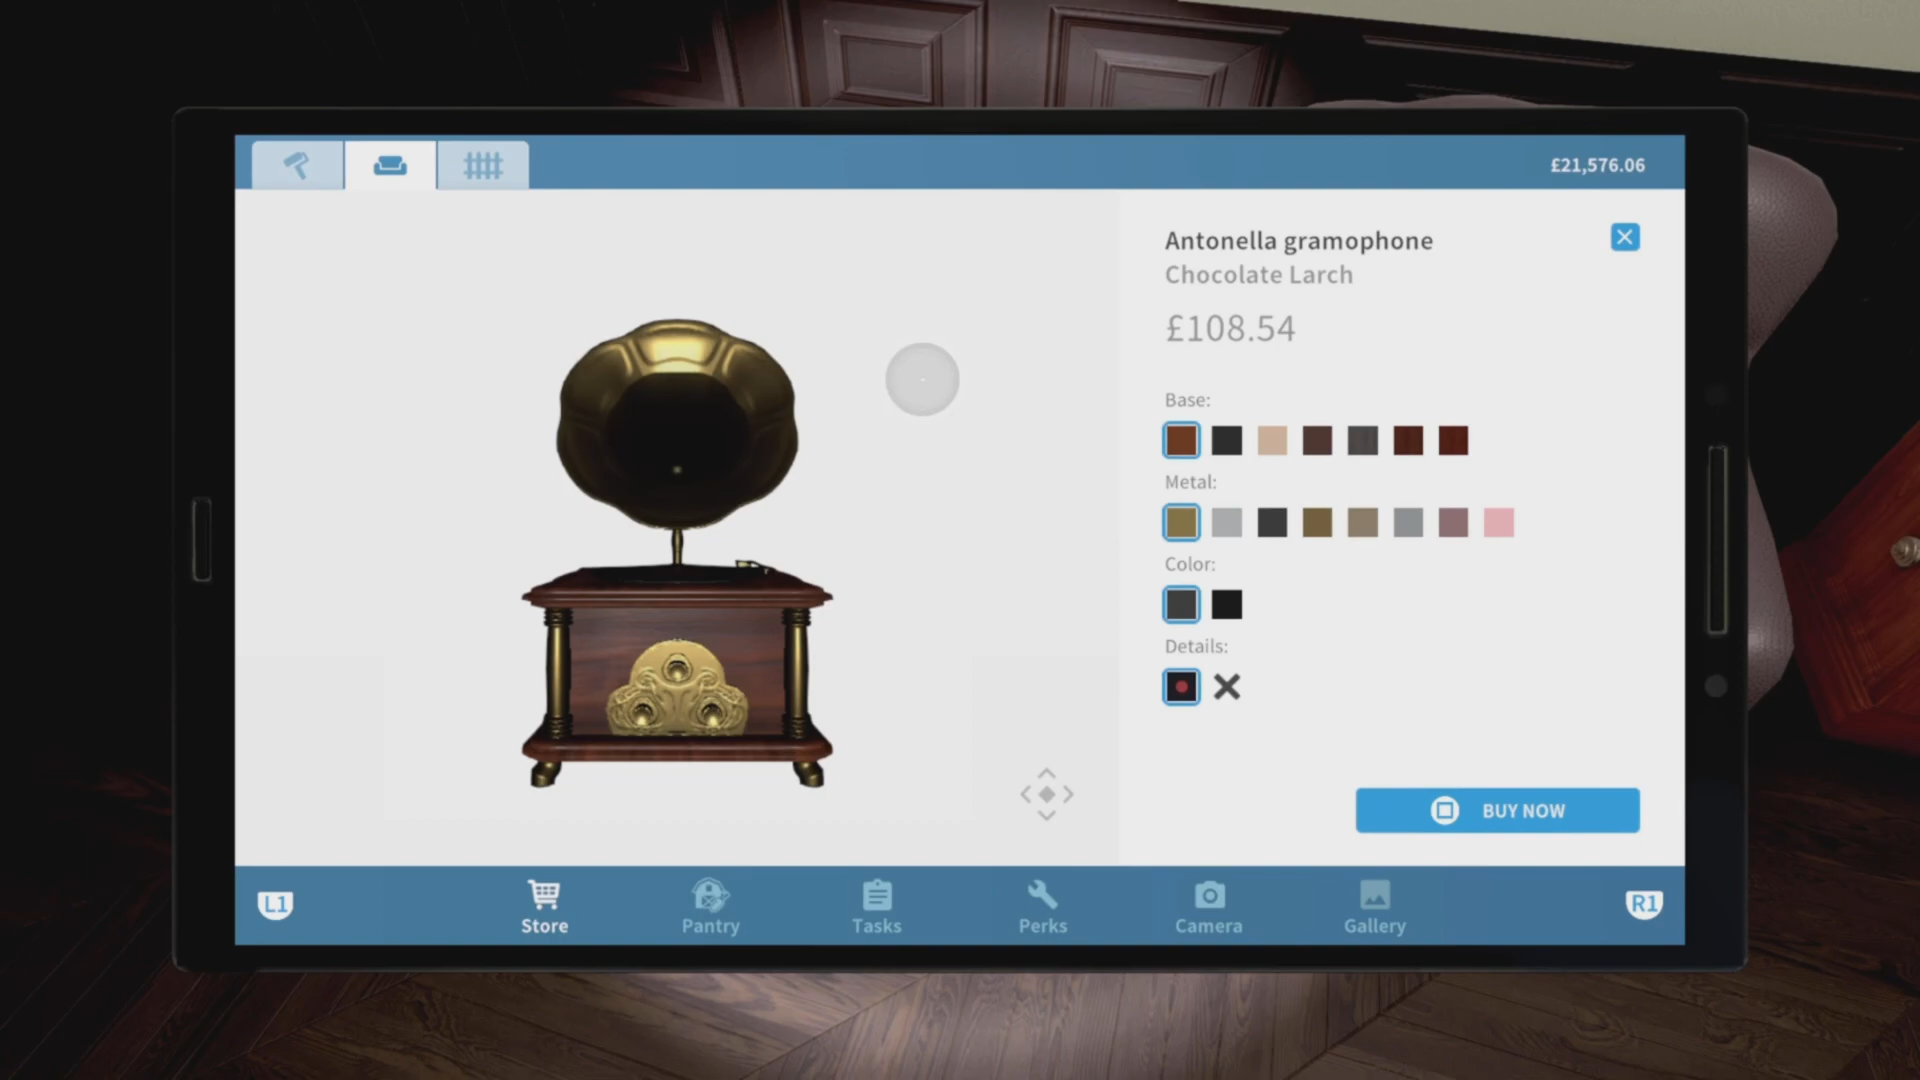 £21,576.06
Antonella gramophone
Chocolate Larch
£108.54
Base:
Metal:
Color:
Details:
BUY NOW
L1
Store
Pantry
Tasks
Perks
Camera
Gallery
R1